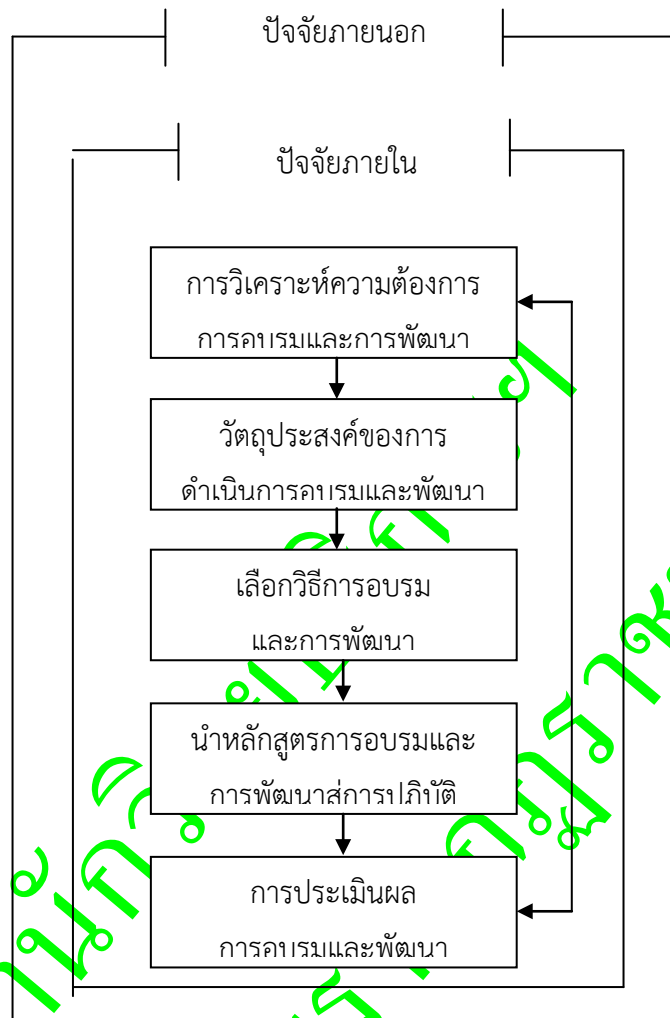 ปัจจัยภายนอก
ปัจจัยภายใน
การวิเคราะห์ความต้องการ
การอบรมและการพัฒนา
วัตถุประสงค์ของการ
ดำเนินการอบรมและพัฒนา
เลือกวิธีการอบรม
และการพัฒนา
นำหลักสูตรการอบรมและ
การพัฒนาสู่การปฏิบัติ
การประเมินผล
การอบรมและพัฒนา